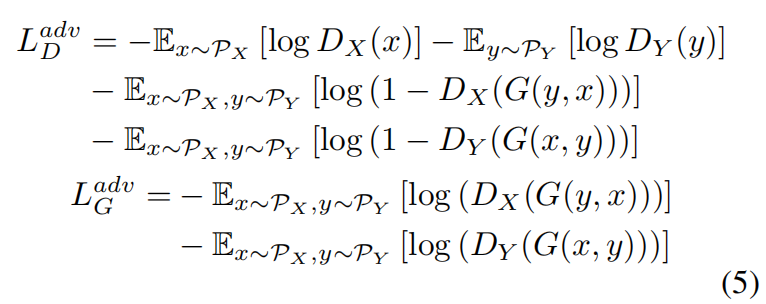 L_D^{adv} = −𝔼_{x∼𝒫_X} [log D_X(x)] − 𝔼_{y∼𝒫_Y} [log D_Y(y)]
− 𝔼_{x∼𝒫_X,y∼𝒫_Y} [log (1 − D_X(G(y, x)))]
− 𝔼_{x∼𝒫_X,y∼𝒫_Y} [log (1 − D_Y(G(x, y)))]
L_G^{adv} = − 𝔼_{x∼𝒫_X,y∼𝒫_Y} [log (D_X(G(y, x)))]
− 𝔼_{x∼𝒫_X,y∼𝒫_Y} [log (D_Y(G(x, y)))]
(5)